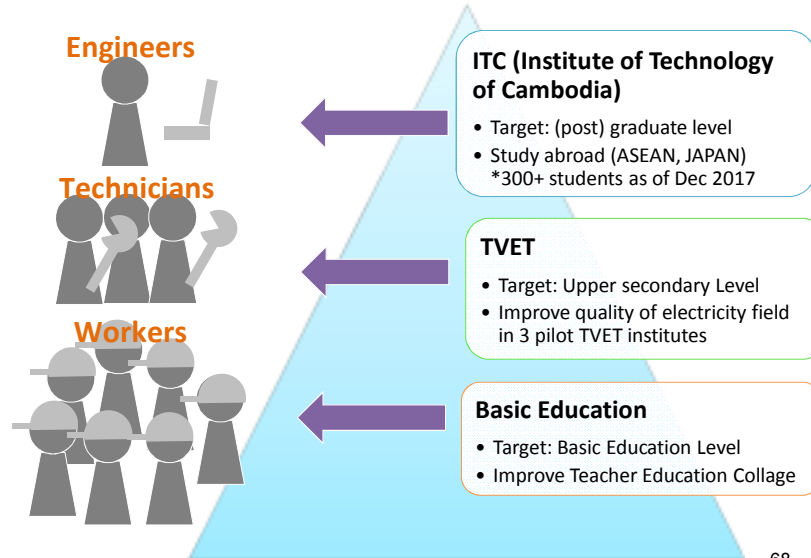 Engineers
ITC (Institute of Technology
of Cambodia)
• Target: (post) graduate level
• Study abroad (ASEAN, JAPAN)
*300+ students as of Dec 2017
Technicians
TVET
• Target: Upper secondary Level
• Improve quality of electricity field
in 3 pilot TVET institutes
Workers
Basic Education
• Target: Basic Education Level
• Improve Teacher Education Collage